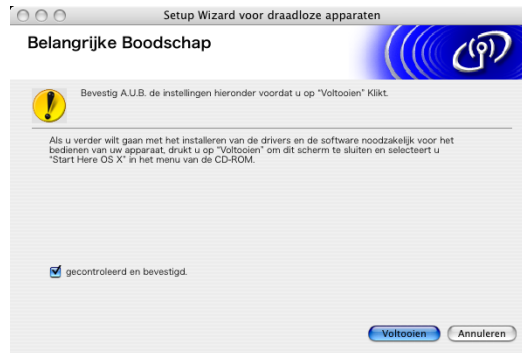 Setup Wizard voor draadloze apparaten
Belangrijke Boodschap
Bevestig A.U.B. de instellingen hieronder voordat u op "Voltooien" Klikt.
Als u verder wilt gaan met het installeren van de drivers en de software noodzakelijk voor het
bedienen van uw apparaat, drukt u op "Voltooien" om dit scherm te sluiten en selecteert u
"Start Here OS X" in het menu van de CD-ROM.
gecontroleerd en bevestigd.
Voltooien
Annuleren